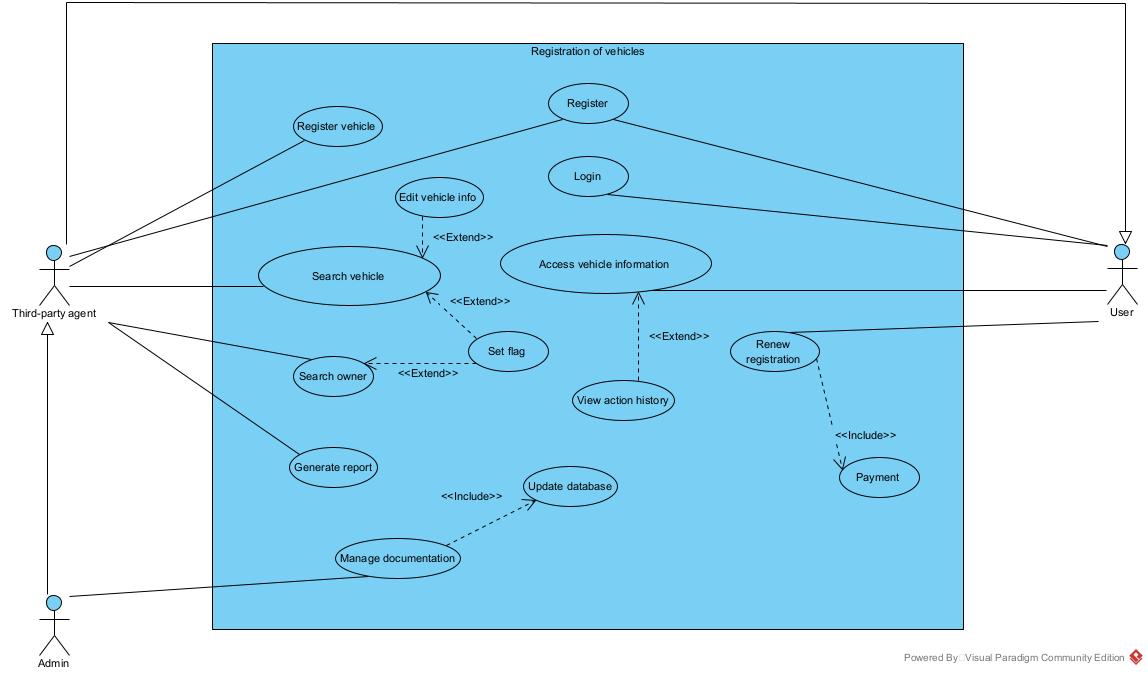 Registration of vehicles
Register
Register vehicle
Login
Edit vehicle info
<<Extend>>
Search vehicle
Access vehicle information
<<Extend>>
Third-party agent
User
<<Extend>>
Set flag
Renew
registration
<<Extend>>
Search owner
View action history
<<Include>>
Generate report
Payment
Update database
<<Include>>
Manage documentation
Admin
Powered By Visual Paradigm Community Edition